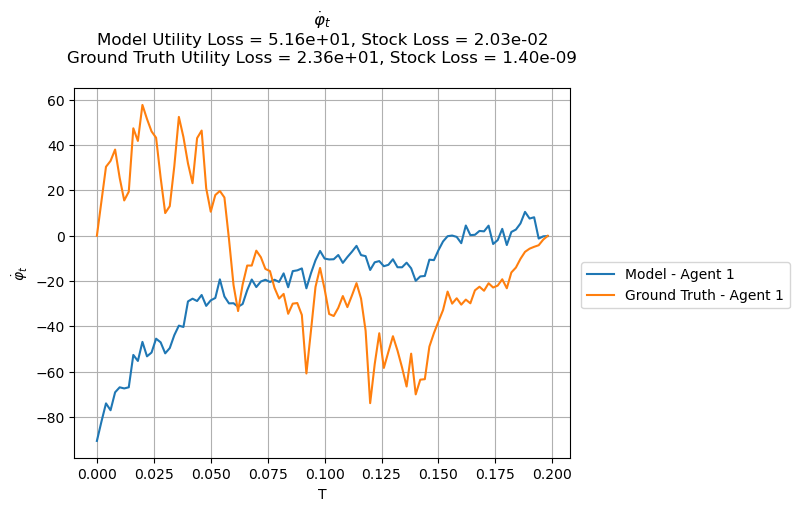 φ̇ₜ
Model Utility Loss = 5.16e+01, Stock Loss = 2.03e-02
Ground Truth Utility Loss = 2.36e+01, Stock Loss = 1.40e-09
60
40
20
0
−20
−40
−60
−80
φ̇ₜ
0.000 0.025 0.050 0.075 0.100 0.125 0.150 0.175 0.200
T
Model - Agent 1
Ground Truth - Agent 1